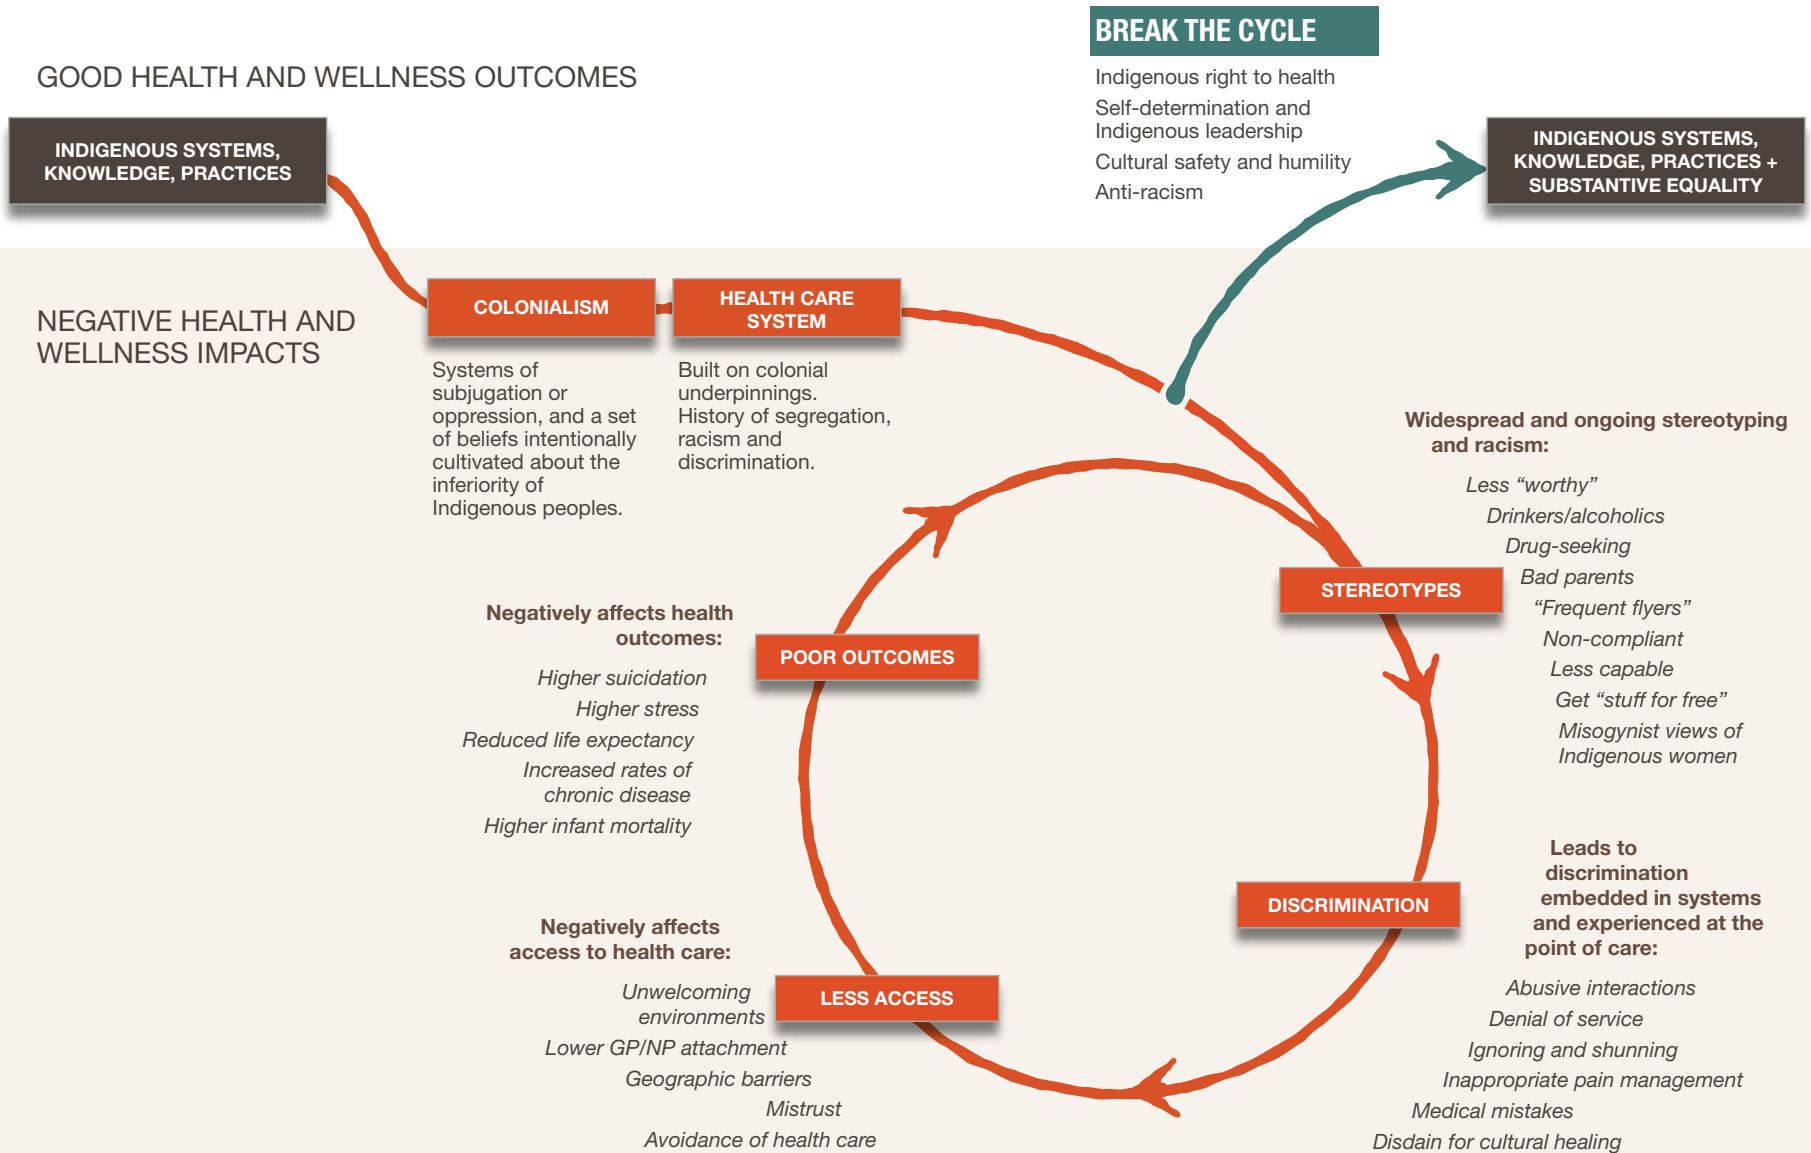 BREAK THE CYCLE
Indigenous right to health
Self-determination and
Indigenous leadership
Cultural safety and humility
Anti-racism
GOOD HEALTH AND WELLNESS OUTCOMES
INDIGENOUS SYSTEMS,
KNOWLEDGE, PRACTICES
INDIGENOUS SYSTEMS,
KNOWLEDGE, PRACTICES +
SUBSTANTIVE EQUALITY
NEGATIVE HEALTH AND
WELLNESS IMPACTS
COLONIALISM
Systems of
subjugation or
oppression, and a set
of beliefs intentionally
cultivated about the
inferiority of
Indigenous peoples.
HEALTH CARE
SYSTEM
Built on colonial
underpinnings.
History of segregation,
racism and
discrimination.
Widespread and ongoing stereotyping
and racism:
Less “worthy”
Drinkers/alcoholics
Drug-seeking
Bad parents
“Frequent flyers”
Non-compliant
Less capable
Get “stuff for free”
Misogynist views of
Indigenous women
STEREOTYPES
Negatively affects health
outcomes:
Higher suicidation
Higher stress
Reduced life expectancy
Increased rates of
chronic disease
Higher infant mortality
POOR OUTCOMES
DISCRIMINATION
Leads to
discrimination
embedded in systems
and experienced at the
point of care:
Abusive interactions
Denial of service
Ignoring and shunning
Inappropriate pain management
Medical mistakes
Disdain for cultural healing
Negatively affects
access to health care:
Unwelcoming
environments
Lower GP/NP attachment
Geographic barriers
Mistrust
Avoidance of health care
LESS ACCESS